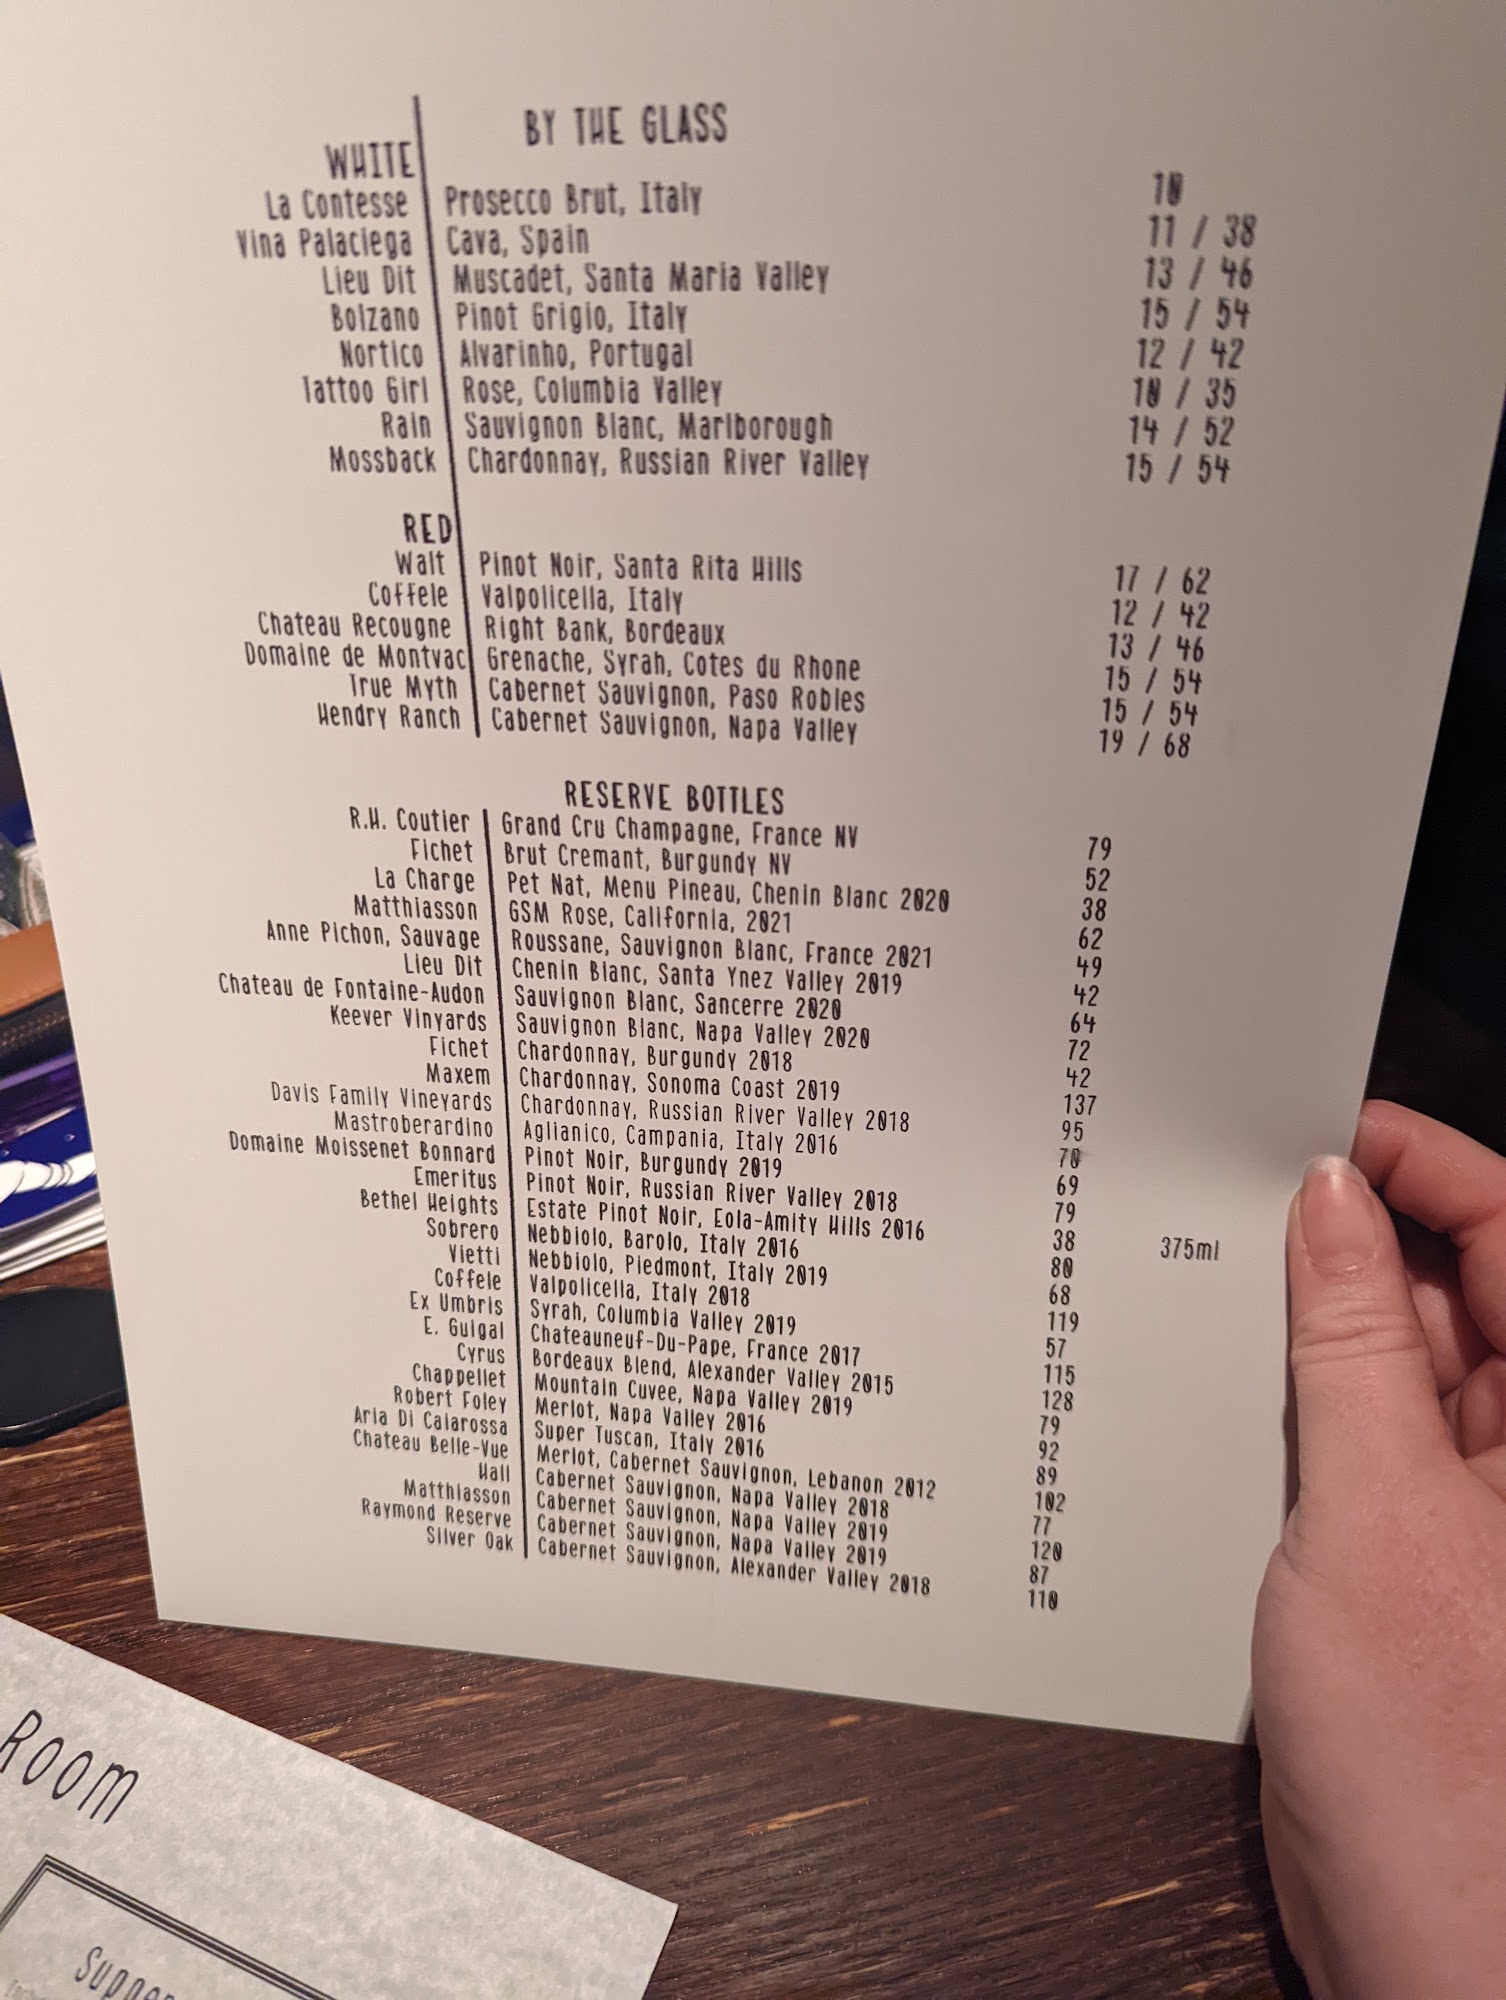 BY THE GLASS
WHITE
La Contesse Prosecco Brut, Italy 10
Vina Palaciega Cava, Spain 11 / 38
Lieu Dit Muscadet, Santa Maria Valley 13 / 46
Bolzano Pinot Grigio, Italy 15 / 54
Nortico Alvarinho, Portugal 12 / 42
Tattoo Girl Rose, Columbia Valley 10 / 35
Rain Sauvignon Blanc, Marlborough 14 / 52
Mossback Chardonnay, Russian River Valley 15 / 54
RED
Walt Pinot Noir, Santa Rita Hills 17 / 62
Coffele Valpolicella, Italy 12 / 42
Chateau Recougne Right Bank, Bordeaux 13 / 46
Domaine de Montvac Grenache, Syrah, Cotes du Rhone 15 / 54
True Myth Cabernet Sauvignon, Paso Robles 15 / 54
Hendry Ranch Cabernet Sauvignon, Napa Valley 19 / 68
RESERVE BOTTLES
R.H. Coutier Grand Cru Champagne, France NV 79
Fichet Brut Cremant, Burgundy NV 52
La Charge Pet Nat, Menu Pineau, Chenin Blanc 2020 38
Matthiasson GSM Rose, California, 2021 62
Anne Pichon, Sauvage Roussane, Sauvignon Blanc, France 2021 49
Lieu Dit Chenin Blanc, Santa Ynez Valley 2019 42
Chateau de Fontaine-Audon Sauvignon Blanc, Sancerre 2020 64
Keever Vinyards Sauvignon Blanc, Napa Valley 2020 72
Fichet Chardonnay, Burgundy 2018 42
Maxem Chardonnay, Sonoma Coast 2019 137
Davis Family Vineyards Chardonnay, Russian River Valley 2018 95
Mastroberardino Aglianico, Campania, Italy 2016 70
Domaine Moissenet Bonnard Pinot Noir, Burgundy 2019 69
Emeritus Pinot Noir, Russian River Valley 2018 79
Bethel Heights Estate Pinot Noir, Eola-Amity Hills 2016 38 375ml
Sobrero Nebbiolo, Barolo, Italy 2016 80
Vietti Nebbiolo, Piedmont, Italy 2019 68
Coffele Valpolicella, Italy 2018 119
Ex Umbris Syrah, Columbia Valley 2019 57
E. Guigal Chateauneuf-Du-Pape, France 2017 115
Cyrus Bordeaux Blend, Alexander Valley 2015 128
Chappellet Mountain Cuvee, Napa Valley 2019 79
Robert Foley Merlot, Napa Valley 2016 92
Aria Di Caiarossa Super Tuscan, Italy 2016 89
Chateau Belle-Vue Merlot, Cabernet Sauvignon, Lebanon 2012 102
Hall Cabernet Sauvignon, Napa Valley 2018 77
Matthiasson Cabernet Sauvignon, Napa Valley 2019 120
Raymond Reserve Cabernet Sauvignon, Napa Valley 2019 87
Silver Oak Cabernet Sauvignon, Alexander Valley 2018 110
Room
Supper